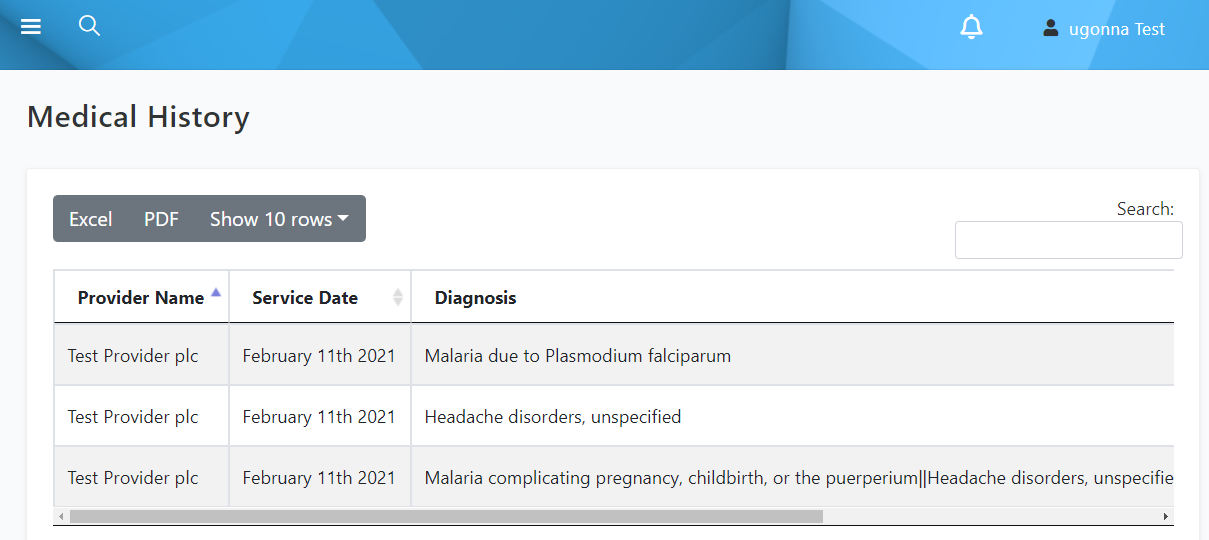 ugonna Test
Medical History
Excel PDF Show 10 rows
Search:
Provider Name Service Date Diagnosis
Test Provider plc February 11th 2021 Malaria due to Plasmodium falciparum
Test Provider plc February 11th 2021 Headache disorders, unspecified
Test Provider plc February 11th 2021 Malaria complicating pregnancy, childbirth, or the puerperium||Headache disorders, unspecifie